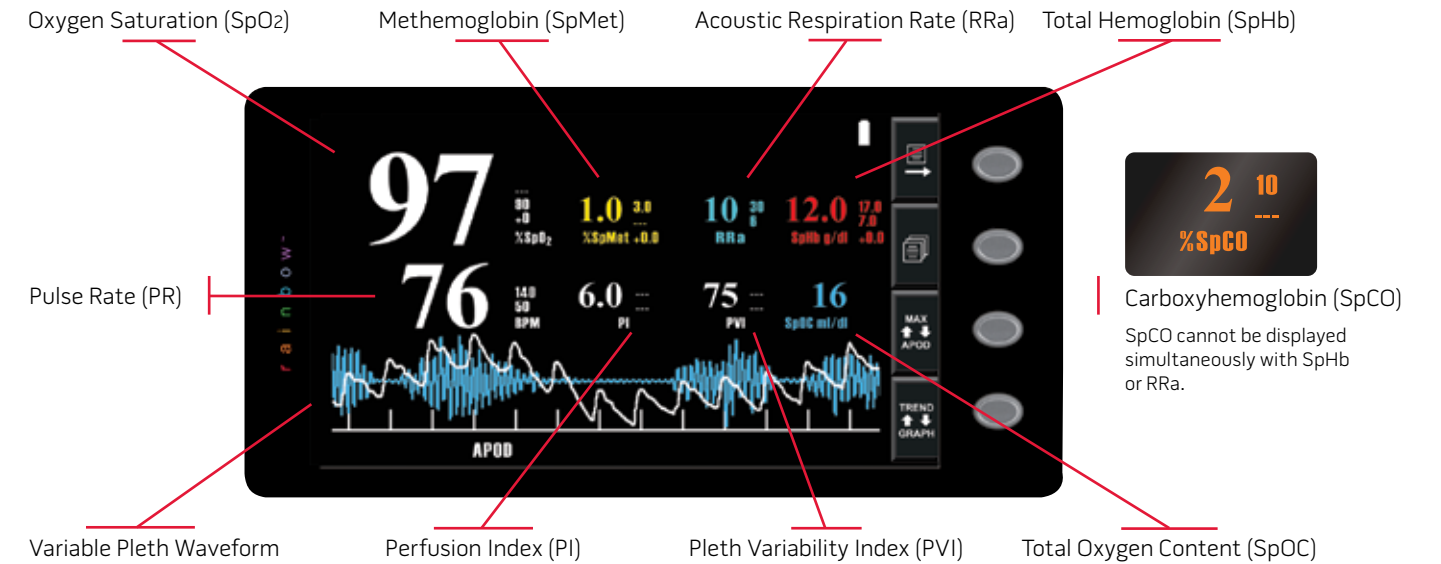 Oxygen Saturation (SpO2)
Methemoglobin (SpMet)
Acoustic Respiration Rate (RRa)
Total Hemoglobin (SpHb)
rainbow
97
---
80
+0
%SpO2
1.0
3.0
---
%SpMet +0.0
10
30
6
RRa
12.0
17.0
7.0
SpHb g/dl +0.0
2
10
---
%SpCO
Pulse Rate (PR)
76
140
50
BPM
6.0 ---
PI
75 ---
PVI
16
SpOC ml/dl
MAX
APOD
TREND
GRAPH
APOD
Carboxyhemoglobin (SpCO)
SpCO cannot be displayed
simultaneously with SpHb
or RRa.
Variable Pleth Waveform
Perfusion Index (PI)
Pleth Variability Index (PVI)
Total Oxygen Content (SpOC)